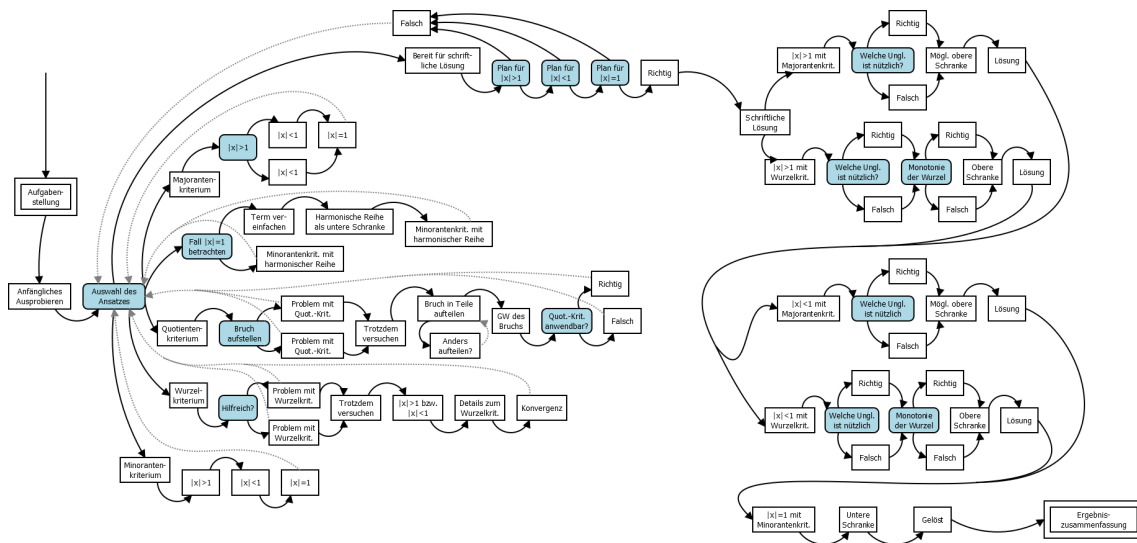 Aufgaben-
stellung
Anfängliches
Ausprobieren
Auswahl des
Ansatzes
Falsch
Bereit für schrift-
liche Lösung
Plan für
|x|>1
Plan für
|x|<1
Plan für
|x|=1
Richtig
Majoranten-
kriterium
|x|>1
|x|<1
|x|<1
|x|=1
Fall |x|=1
betrachten
Term ver-
einfachen
Harmonische Reihe
als untere Schranke
Minorantenkrit. mit
harmonischer Reihe
Minorantenkrit. mit
harmonischer Reihe
Quotienten-
kriterium
Bruch
aufstellen
Problem mit
Quot.-Krit.
Problem mit
Quot.-Krit.
Trotzdem
versuchen
Bruch in Teile
aufteilen
Anders
aufteilen?
GW des
Bruchs
Quot.-Krit.
anwendbar?
Richtig
Falsch
Wurzel-
kriterium
Hilfreich?
Problem mit
Wurzelkrit.
Problem mit
Wurzelkrit.
Trotzdem
versuchen
|x|>1 bzw.
|x|<1
Details zum
Wurzelkrit.
Konvergenz
Minoranten-
kriterium
|x|>1
|x|<1
|x|=1
Schriftliche
Lösung
|x|>1 mit
Majorantenkrit.
Welche Ungl.
ist nützlich?
Richtig
Falsch
Mögl. obere
Schranke
Lösung
|x|>1 mit
Wurzelkrit.
Welche Ungl.
ist nützlich?
Richtig
Falsch
Monotonie
der Wurzel
Richtig
Falsch
Obere
Schranke
Lösung
|x|<1 mit
Majorantenkrit.
Welche Ungl.
ist nützlich
Richtig
Falsch
Mögl. obere
Schranke
Lösung
|x|<1 mit
Wurzelkrit.
Welche Ungl.
ist nützlich
Richtig
Falsch
Monotonie
der Wurzel
Richtig
Falsch
Obere
Schranke
Lösung
|x|=1 mit
Minorantenkrit.
Untere
Schranke
Gelöst
Ergebnis-
zusammenfassung